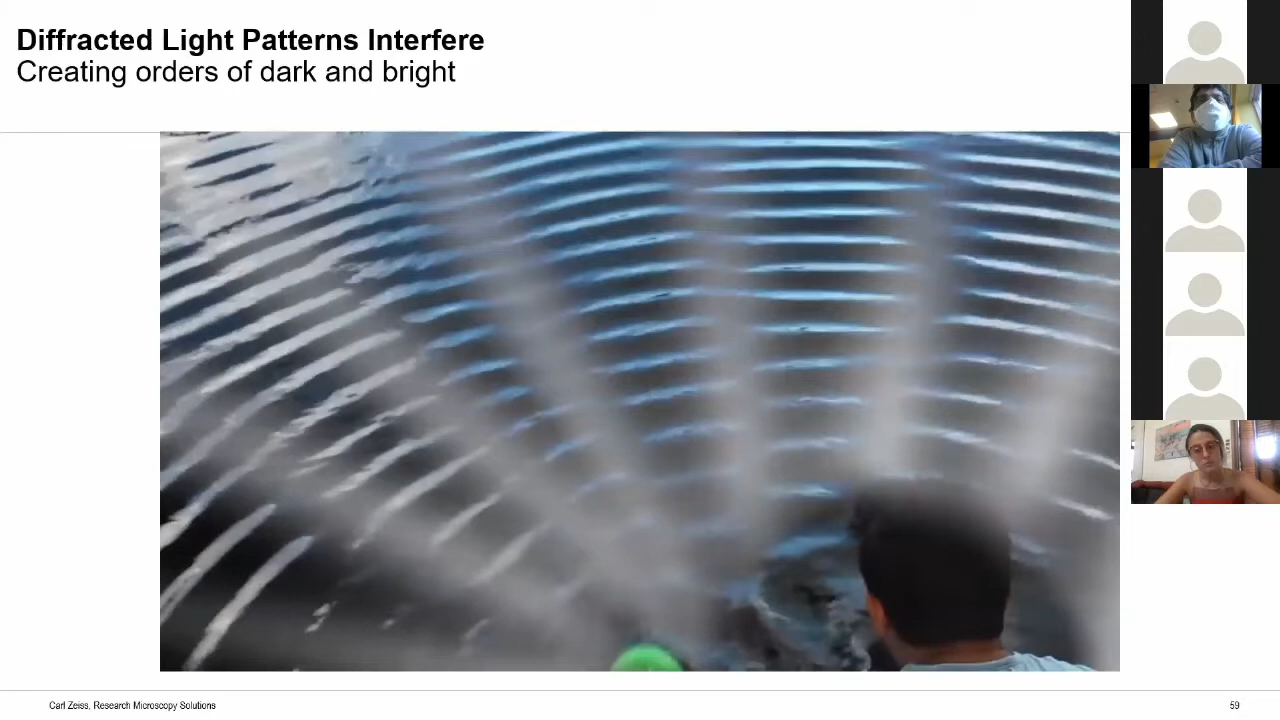 Diffracted Light Patterns Interfere
Creating orders of dark and bright
Carl Zeiss, Research Microscopy Solutions
59